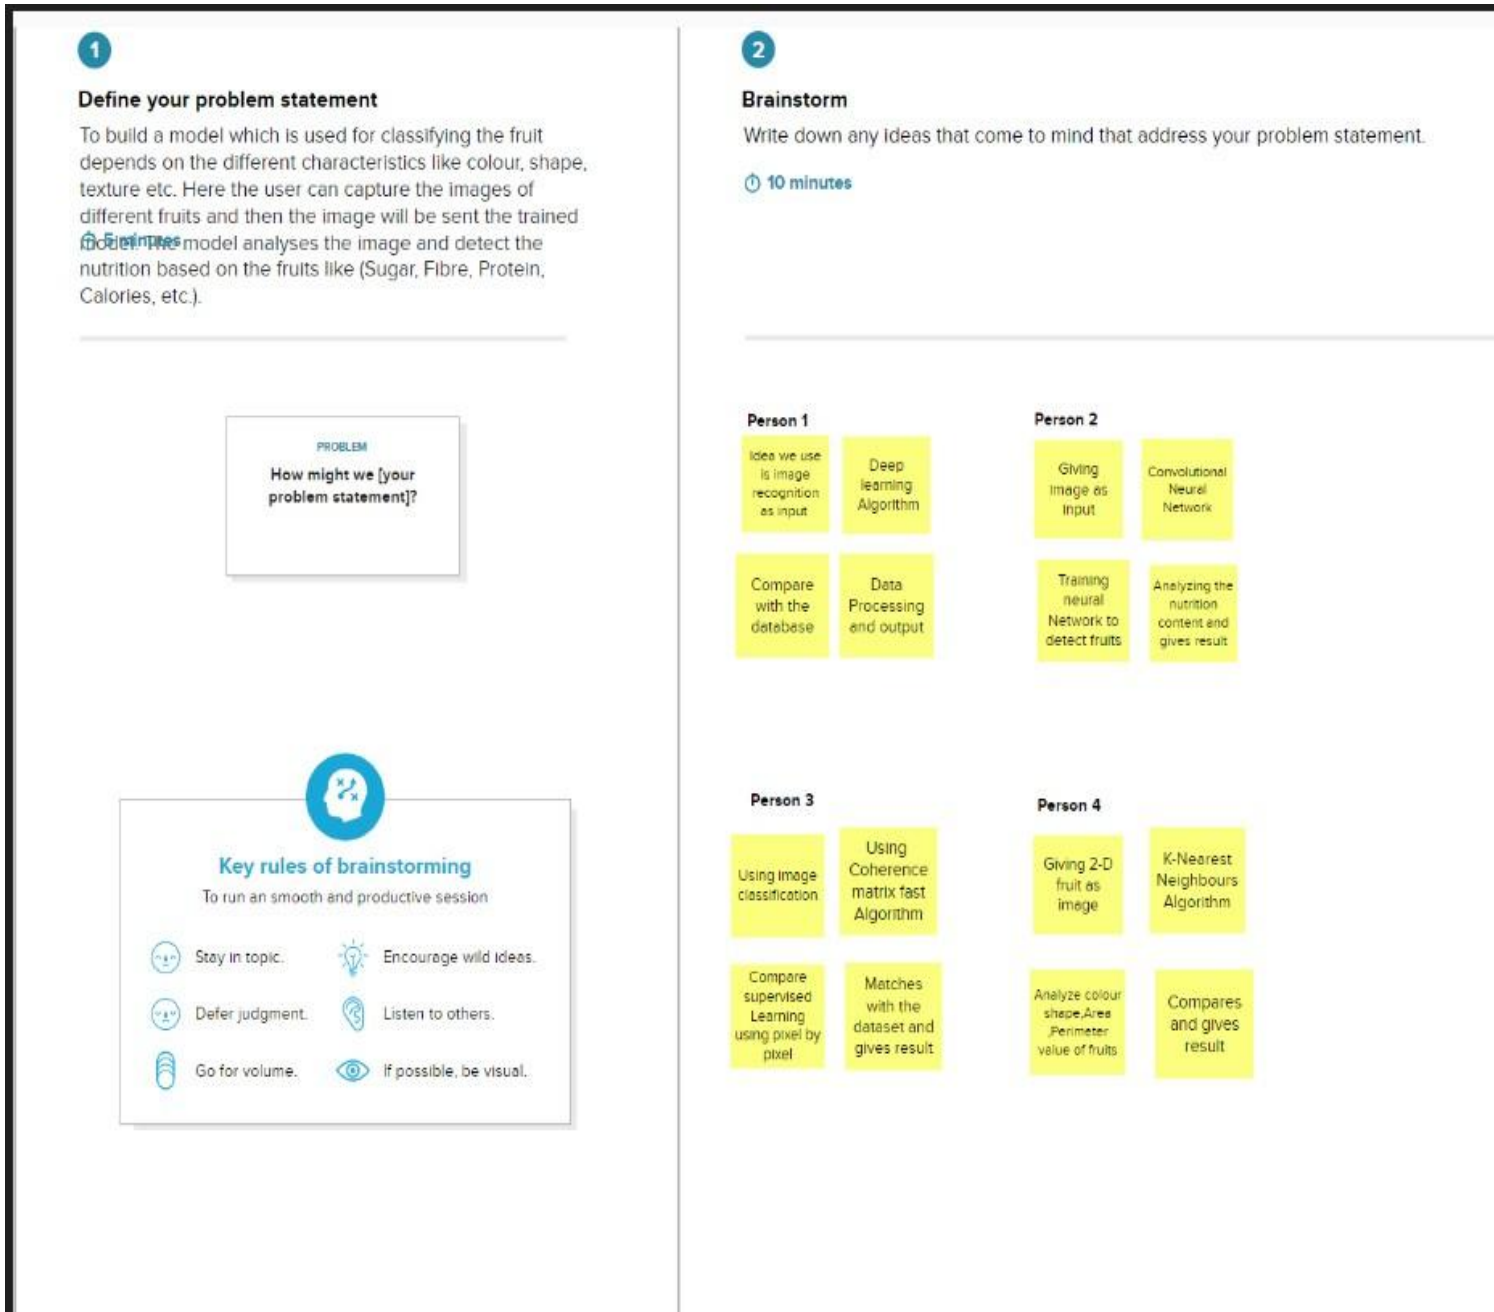 1
Define your problem statement
To build a model which is used for classifying the fruit
depends on the different characteristics like colour, shape,
texture etc. Here the user can capture the images of
different fruits and then the image will be sent the trained
model. The model analyses the image and detect the
5 minutes
nutrition based on the fruits like (Sugar, Fibre, Protein,
Calories, etc.).
PROBLEM
How might we [your
problem statement]?
Key rules of brainstorming
To run an smooth and productive session
Stay in topic.
Encourage wild ideas.
Defer judgment.
Listen to others.
Go for volume.
If possible, be visual.
2
Brainstorm
Write down any ideas that come to mind that address your problem statement.
10 minutes
Person 1
Idea we use
is image
recognition
as input
Deep
learning
Algorithm
Compare
with the
database
Data
Processing
and output
Person 2
Giving
image as
input
Convolutional
Neural
Network
Training
neural
Network to
detect fruits
Analyzing the
nutrition
content and
gives result
Person 3
Using image
classification
Using
Coherence
matrix fast
Algorithm
Compare
supervised
Learning
using pixel by
pixel
Matches
with the
dataset and
gives result
Person 4
Giving 2-D
fruit as
image
K-Nearest
Neighbours
Algorithm
Analyze colour
shape,Area
,Perimeter
value of fruits
Compares
and gives
result